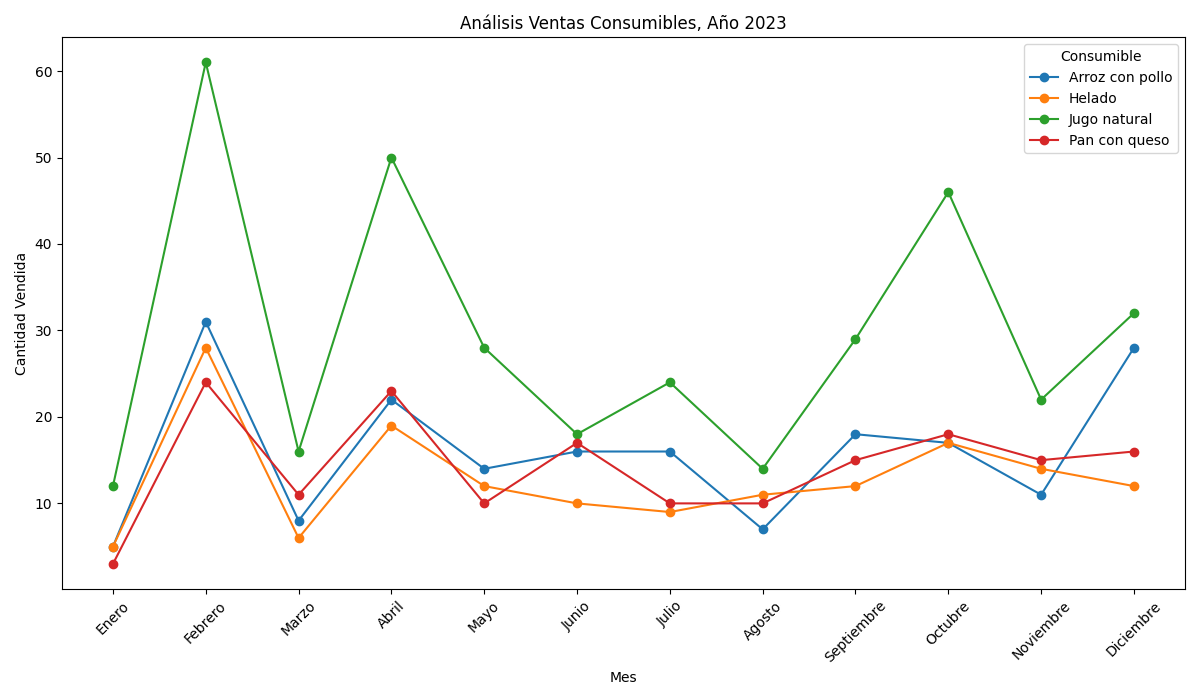 Análisis Ventas Consumibles, Año 2023
Consumible
Arroz con pollo
Helado
Jugo natural
Pan con queso
Cantidad Vendida
60
50
40
30
20
10
Enero
Febrero
Marzo
Abril
Mayo
Junio
Julio
Agosto
Septiembre
Octubre
Noviembre
Diciembre
Mes